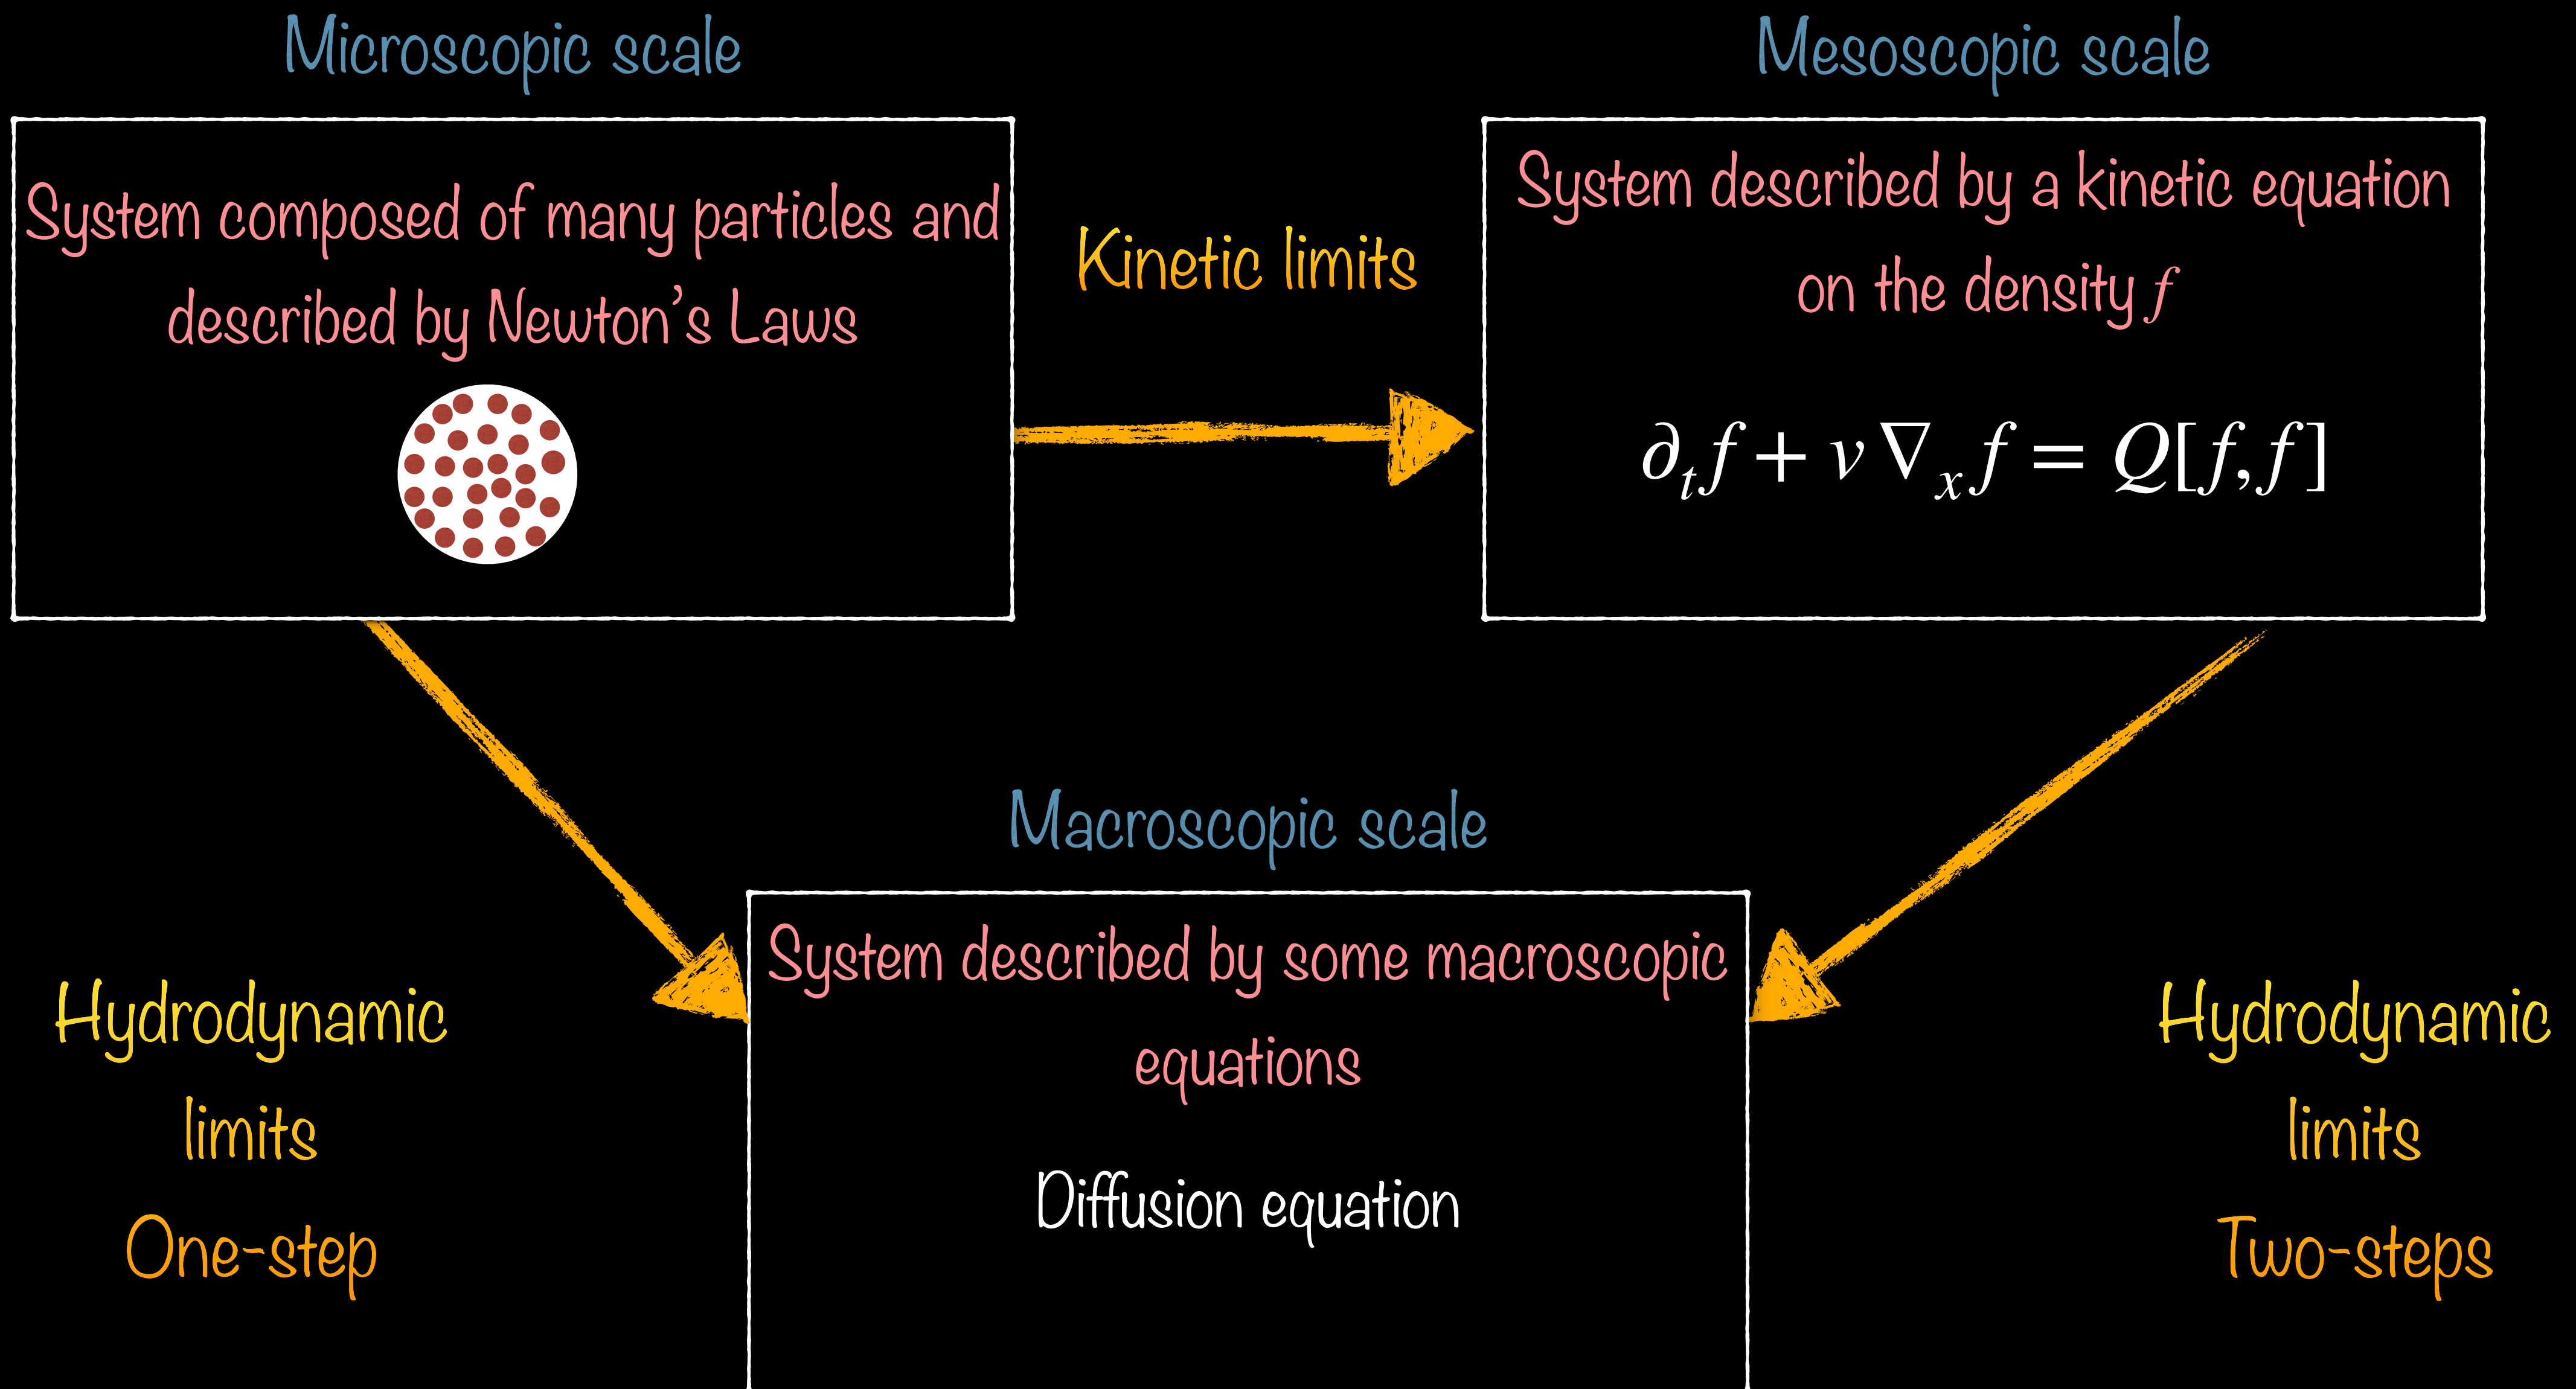 Microscopic scale
Mesoscopic scale
System composed of many particles and
described by Newton’s Laws
Kinetic limits
System described by a kinetic equation
on the density f
∂ₜf + v ∇ₓf = Q[f,f]
Macroscopic scale
System described by some macroscopic
equations
Diffusion equation
Hydrodynamic
limits
One-step
Hydrodynamic
limits
Two-steps